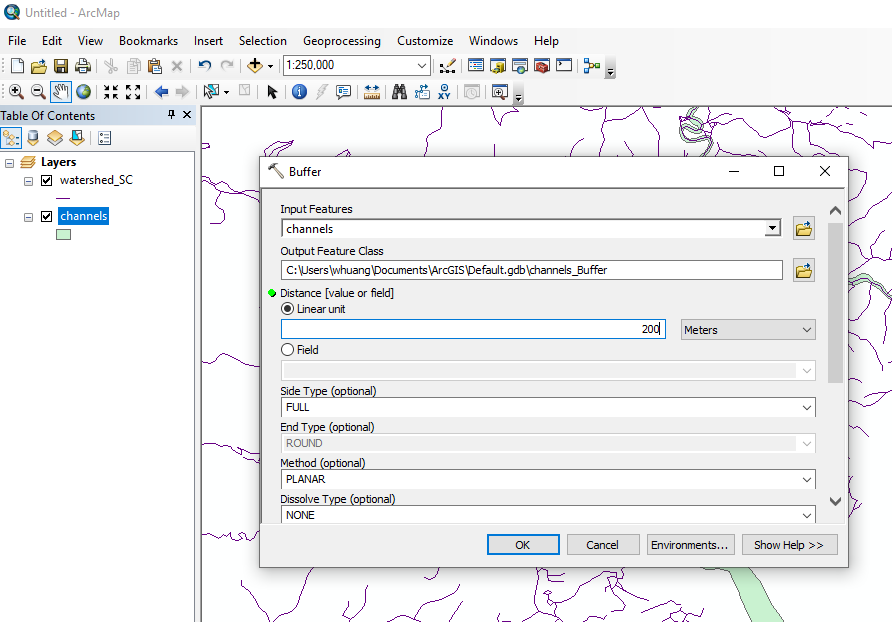 Untitled - ArcMap
File Edit View Bookmarks Insert Selection Geoprocessing Customize Windows Help
1:250,000
Table Of Contents
Layers
watershed_SC
channels
Buffer
Input Features
channels
Output Feature Class
C:\Users\whuang\Documents\ArcGIS\Default.gdb\channels_Buffer
Distance [value or field]
Linear unit
200 Meters
Field
Side Type (optional)
FULL
End Type (optional)
ROUND
Method (optional)
PLANAR
Dissolve Type (optional)
NONE
OK Cancel Environments... Show Help >>